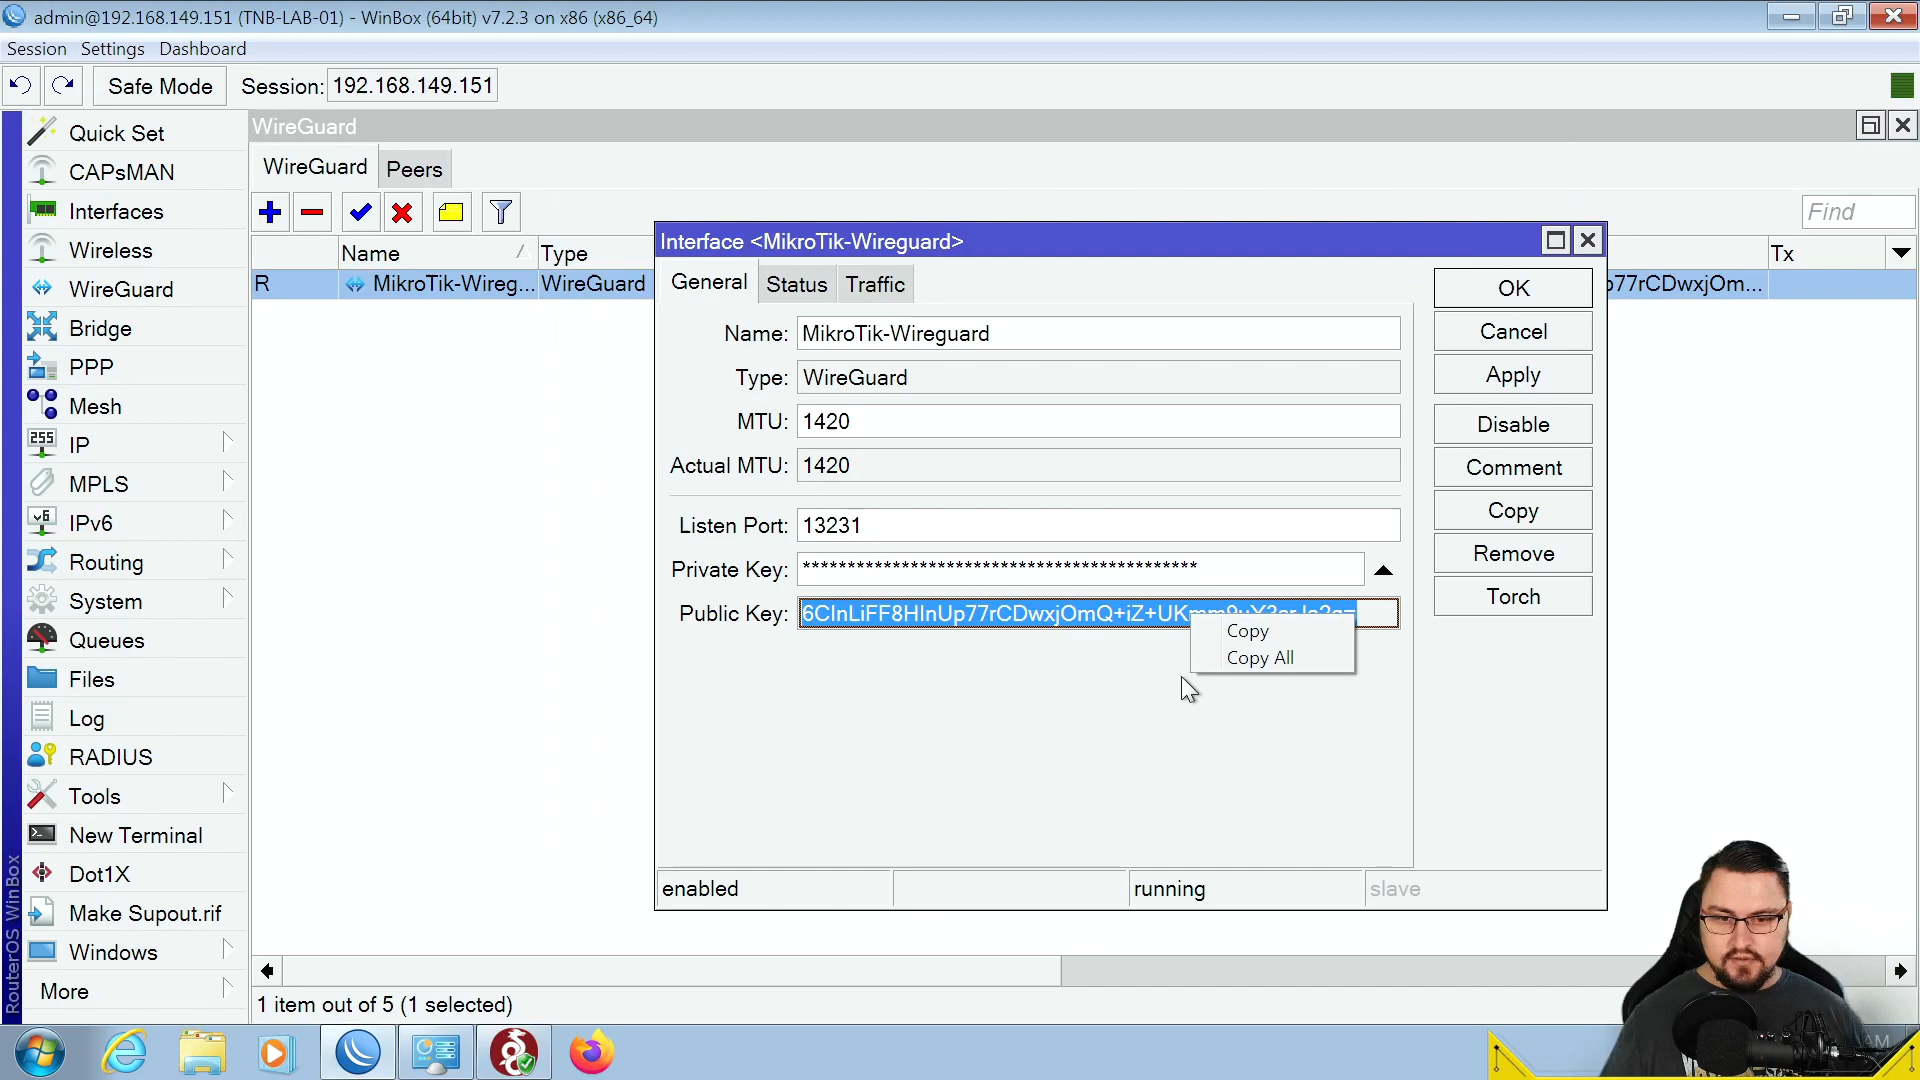 admin@192.168.149.151 (TNB-LAB-01) - WinBox (64bit) v7.2.3 on x86 (x86_64)
Session Settings Dashboard
Safe Mode Session: 192.168.149.151
WireGuard
WireGuard Peers
Find
Name Type Tx
R MikroTik-Wireg... WireGuard p77rCDwxjOm...
Quick Set
CAPsMAN
Interfaces
Wireless
WireGuard
Bridge
PPP
Mesh
255 IP
MPLS
v6 IPv6
Routing
System
Queues
Files
Log
RADIUS
Tools
New Terminal
Dot1X
Make Supout.rif
Windows
More
RouterOS WinBox
Interface <MikroTik-Wireguard>
General Status Traffic
Name: MikroTik-Wireguard
Type: WireGuard
MTU: 1420
Actual MTU: 1420
Listen Port: 13231
Private Key: ********************************************
Public Key:
Copy
Copy All
OK
Cancel
Apply
Disable
Comment
Copy
Remove
Torch
enabled running slave
1 item out of 5 (1 selected)
AM